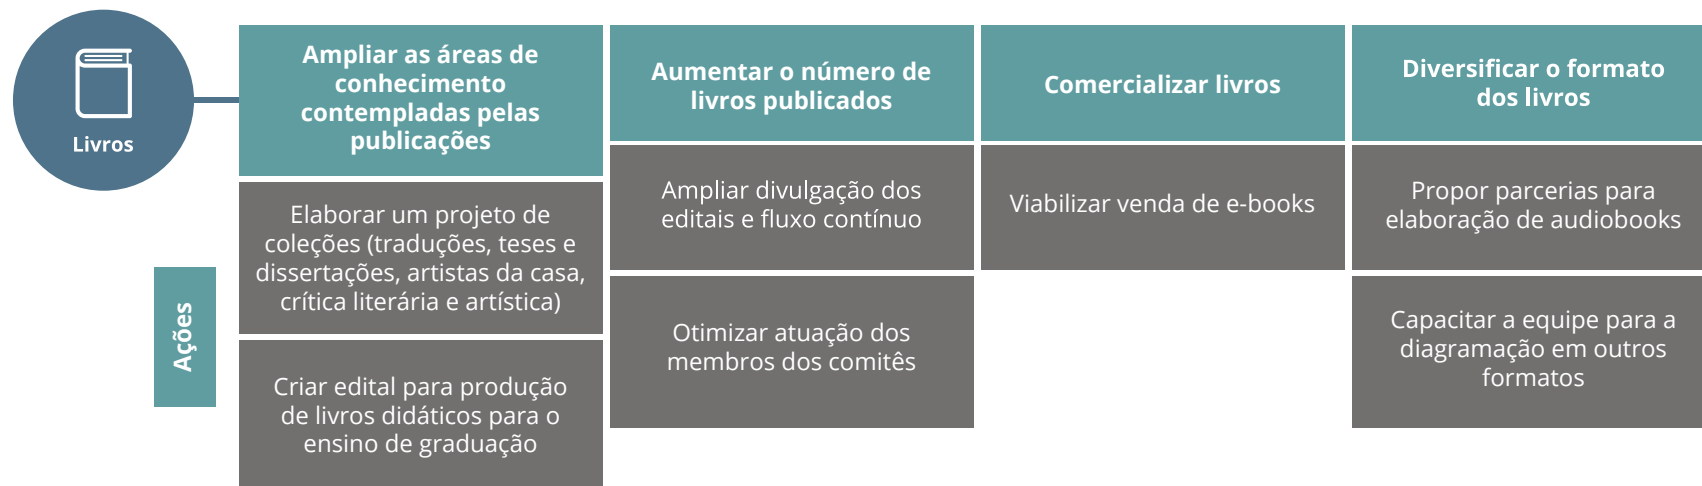 Livros
Ampliar as áreas de
conhecimento
contempladas pelas
publicações
Aumentar o número de
livros publicados
Comercializar livros
Diversificar o formato
dos livros
Ações
Elaborar um projeto de
coleções (traduções, teses e
dissertações, artistas da casa,
crítica literária e artística)
Criar edital para produção
de livros didáticos para o
ensino de graduação
Ampliar divulgação dos
editais e fluxo contínuo
Otimizar atuação dos
membros dos comitês
Viabilizar venda de e-books
Propor parcerias para
elaboração de audiobooks
Capacitar a equipe para a
diagramação em outros
formatos